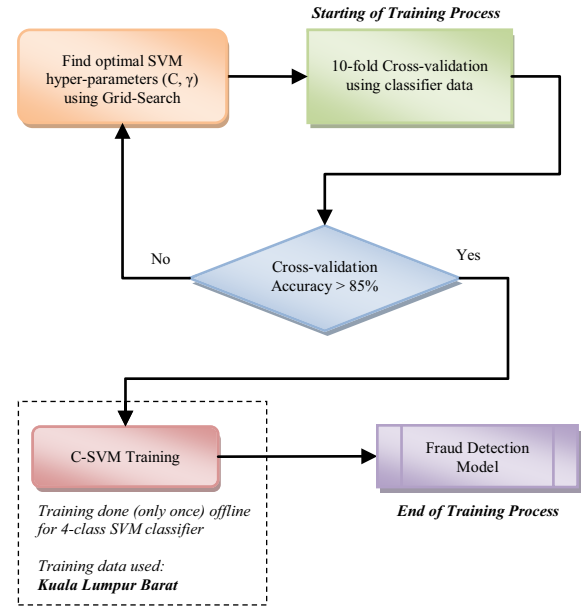 Starting of Training Process
Find optimal SVM
hyper-parameters (C, γ)
using Grid-Search
10-fold Cross-validation
using classifier data
No
Yes
Cross-validation
Accuracy > 85%
C-SVM Training
Fraud Detection
Model
Training done (only once) offline
for 4-class SVM classifier
End of Training Process
Training data used:
Kuala Lumpur Barat